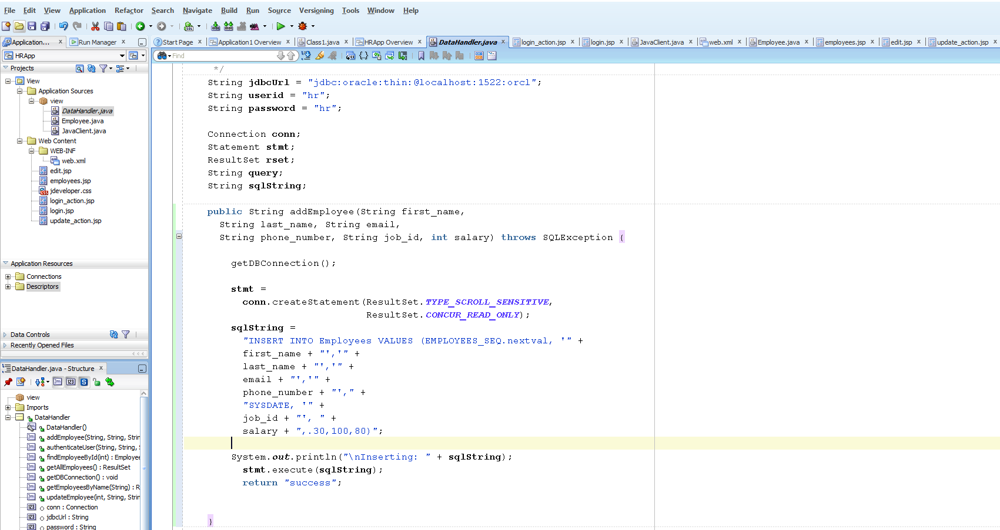 File Edit View Application Refactor Search Navigate Build Run Source Versioning Tools Window Help
Application... x Run Manager x
Start Page x Application1 Overview x Class1.java x HRApp Overview x DataHandler.java x login_action.jsp x login.jsp x JavaClient.java x web.xml x Employee.java x employees.jsp x edit.jsp x update_action.jsp x
HRApp
Find
Projects
View
Application Sources
view
DataHandler.java
Employee.java
JavaClient.java
Web Content
WEB-INF
web.xml
edit.jsp
employees.jsp
jdeveloper.css
login_action.jsp
login.jsp
update_action.jsp
Application Resources
Connections
Descriptors
Data Controls
Recently Opened Files
DataHandler.java - Structure x
view
Imports
DataHandler
DataHandler()
addEmployee(String, String, Strin
authenticateUser(String, String,
findEmployeeById(int) : Employee
getAllEmployees() : ResultSet
getDBConnection() : void
getEmployeesByName(String) : R
updateEmployee(int, String, Strin
conn : Connection
jdbcUrl : String
password : String
*/
String jdbcUrl = "jdbc:oracle:thin:@localhost:1522:orcl";
String userid = "hr";
String password = "hr";
Connection conn;
Statement stmt;
ResultSet rset;
String query;
String sqlString;
public String addEmployee(String first_name,
String last_name, String email,
String phone_number, String job_id, int salary) throws SQLException {
getDBConnection();
stmt =
conn.createStatement(ResultSet.TYPE_SCROLL_SENSITIVE,
ResultSet.CONCUR_READ_ONLY);
sqlString =
"INSERT INTO Employees VALUES (EMPLOYEES_SEQ.nextval, '" +
first_name + "','" +
last_name + "','" +
email + "','" +
phone_number + "'," +
"SYSDATE, '" +
job_id + "', " +
salary + ",.30,100,80)";
System.out.println("\nInserting: " + sqlString);
stmt.execute(sqlString);
return "success";
}